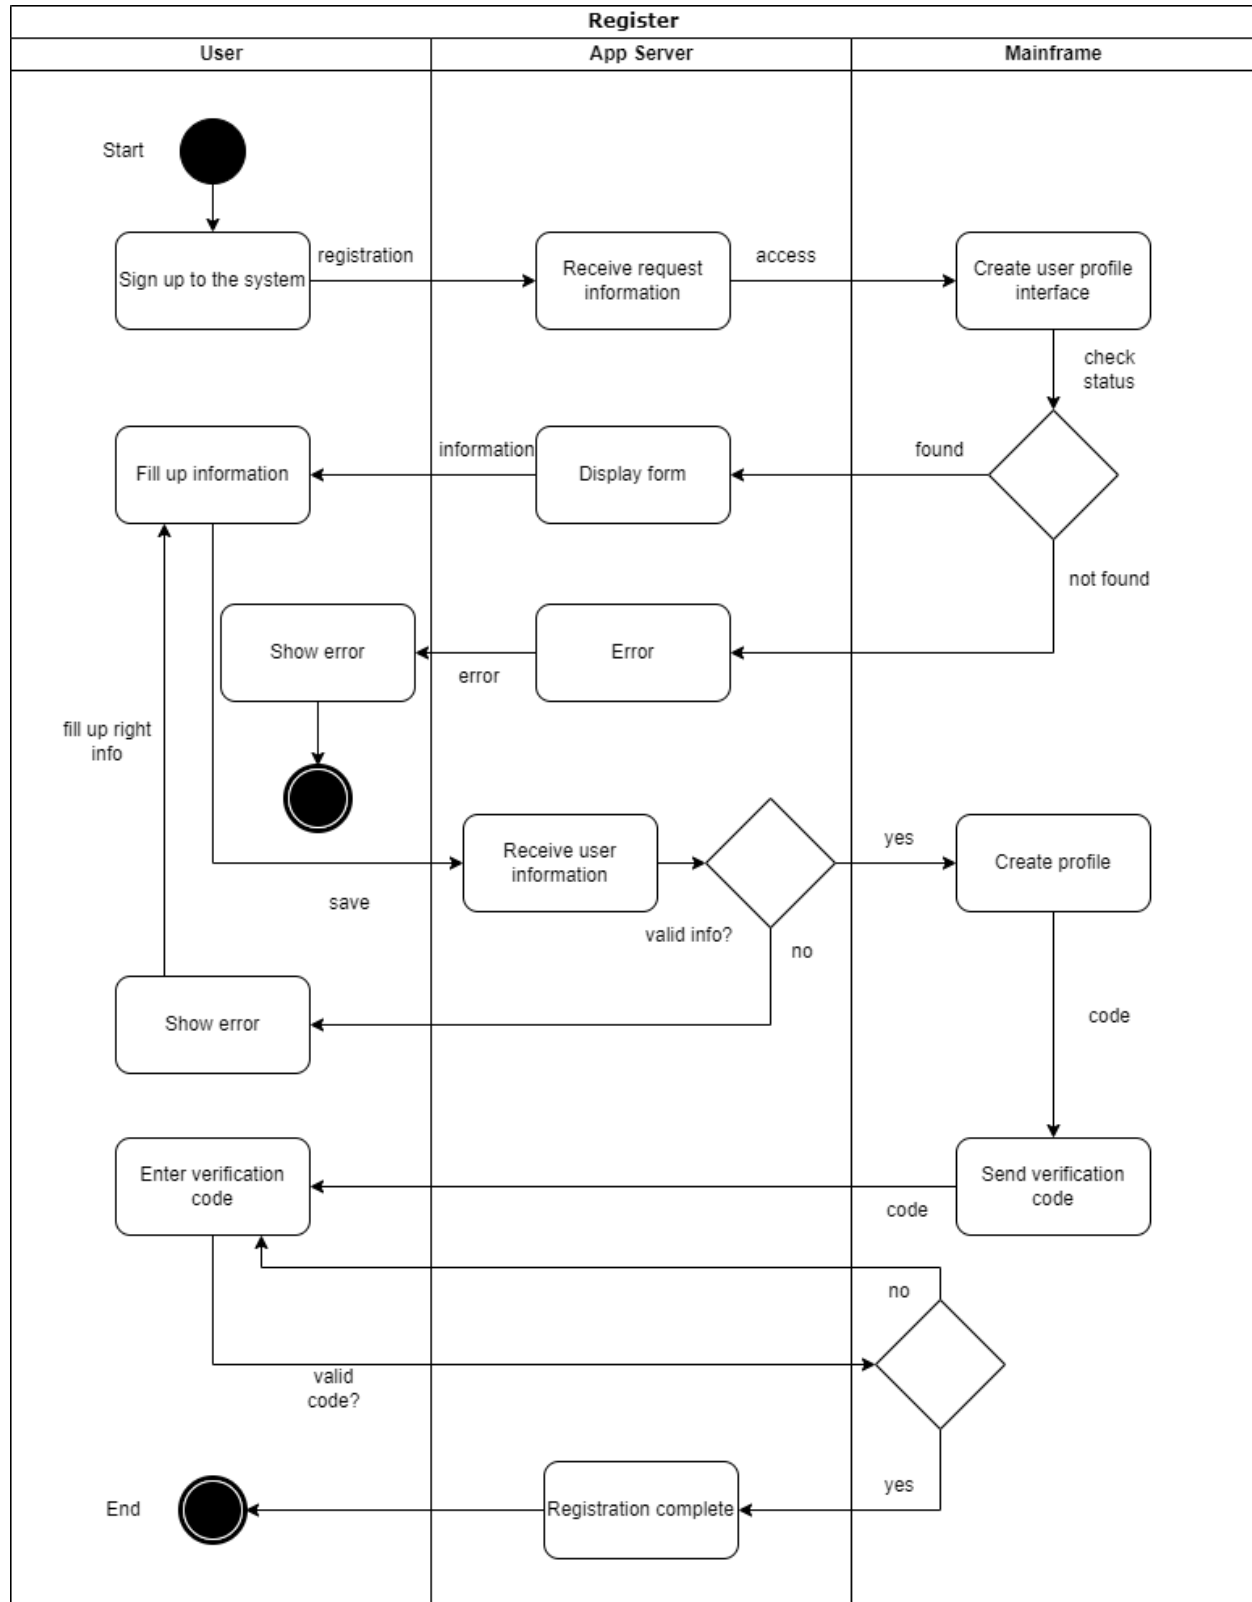 Register
User
App Server
Mainframe
Start
Sign up to the system
registration
Receive request
information
access
Create user profile
interface
check
status
Fill up information
information
Display form
found
not found
Show error
error
Error
fill up right
info
save
Receive user
information
valid info?
yes
no
Create profile
code
Show error
Enter verification
code
code
Send verification
code
no
valid
code?
yes
Registration complete
End